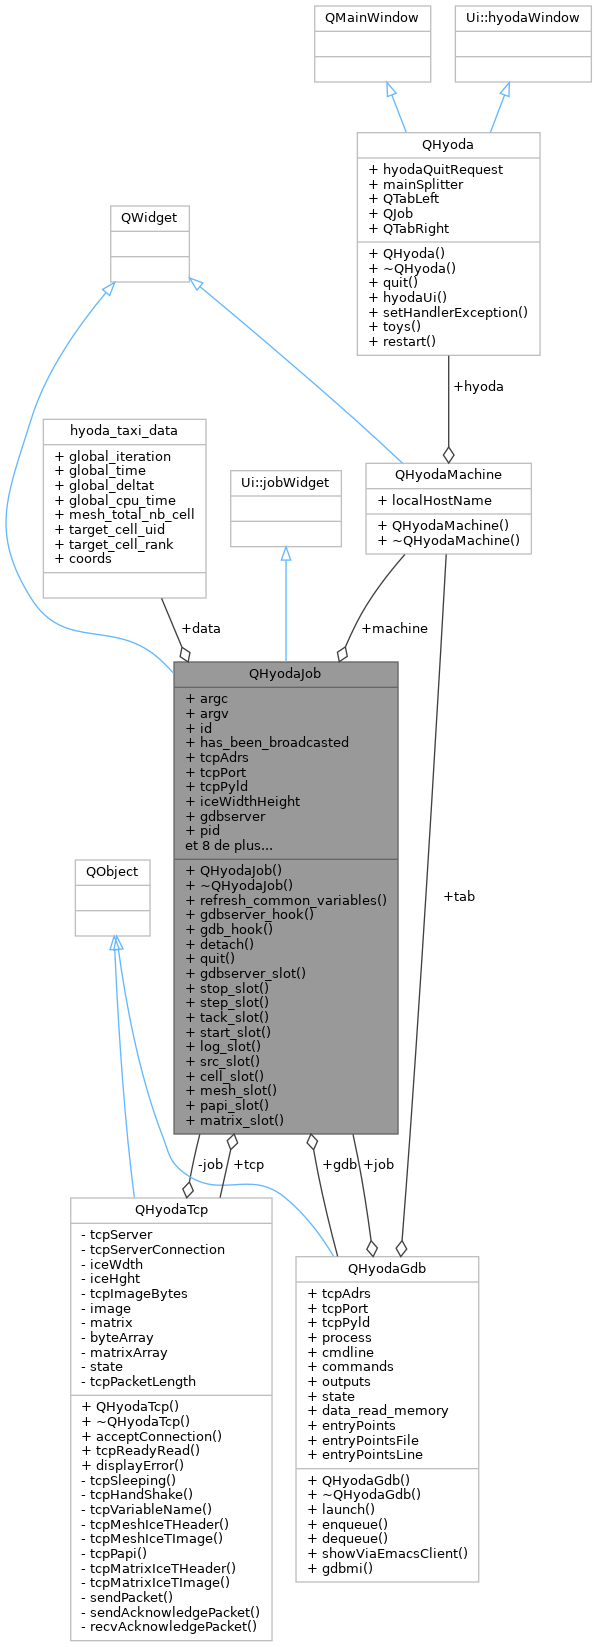 QMainWindow
Ui::hyodaWindow
QHyoda
+ hyodaQuitRequest
+ mainSplitter
+ QTabLeft
+ QJob
+ QTabRight
+ QHyoda()
+ ~QHyoda()
+ quit()
+ hyodaUi()
+ setHandlerException()
+ toys()
+ restart()
QWidget
+hyoda
hyoda_taxi_data
+ global_iteration
+ global_time
+ global_deltat
+ global_cpu_time
+ mesh_total_nb_cell
+ target_cell_uid
+ target_cell_rank
+ coords
Ui::jobWidget
QHyodaMachine
+ localHostName
+ QHyodaMachine()
+ ~QHyodaMachine()
+data
+machine
QHyodaJob
+ argc
+ argv
+ id
+ has_been_broadcasted
+ tcpAdrs
+ tcpPort
+ tcpPyld
+ iceWidthHeight
+ gdbserver
+ pid
et 8 de plus...
+ QHyodaJob()
+ ~QHyodaJob()
+ refresh_common_variables()
+ gdbserver_hook()
+ gdb_hook()
+ detach()
+ quit()
+ gdbserver_slot()
+ stop_slot()
+ step_slot()
+ tack_slot()
+ start_slot()
+ log_slot()
+ src_slot()
+ cell_slot()
+ mesh_slot()
+ papi_slot()
+ matrix_slot()
QObject
+tab
-job
+tcp
+gdb
+job
QHyodaTcp
- tcpServer
- tcpServerConnection
- iceWdth
- iceHght
- tcpImageBytes
- image
- matrix
- byteArray
- matrixArray
- state
- tcpPacketLength
+ QHyodaTcp()
+ ~QHyodaTcp()
+ acceptConnection()
+ tcpReadyRead()
+ displayError()
- tcpSleeping()
- tcpHandShake()
- tcpVariableName()
- tcpMeshIceTHeader()
- tcpMeshIceTImage()
- tcpPapi()
- tcpMatrixIceTHeader()
- tcpMatrixIceTImage()
- sendPacket()
- sendAcknowledgePacket()
- recvAcknowledgePacket()
QHyodaGdb
+ tcpAdrs
+ tcpPort
+ tcpPyld
+ process
+ cmdline
+ commands
+ outputs
+ state
+ data_read_memory
+ entryPoints
+ entryPointsFile
+ entryPointsLine
+ QHyodaGdb()
+ ~QHyodaGdb()
+ launch()
+ enqueue()
+ dequeue()
+ showViaEmacsClient()
+ gdbmi()